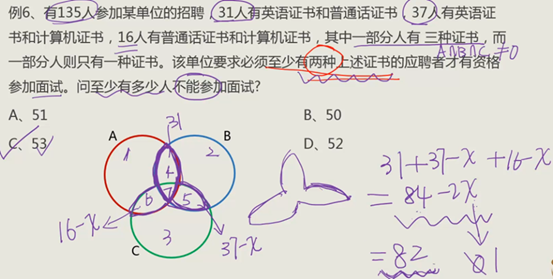 例6、有135人参加某单位的招聘，31人有英语证书和普通话证书，37人有英语证
书和计算机证书，16人有普通话证书和计算机证书，其中一部分人有 三种证书，而
A∩B∩C≠0
一部分人则只有一种证书。该单位要求必须至少有两种上述证书的应聘者才有资格
参加面试。问至少有多少人不能参加面试？
A、51
B、50
C、53
D、52
31
A
B
1
2
4
6
7
5
3
C
16-x
37-x
31+37-x+16-x
=84-2x
=82
01